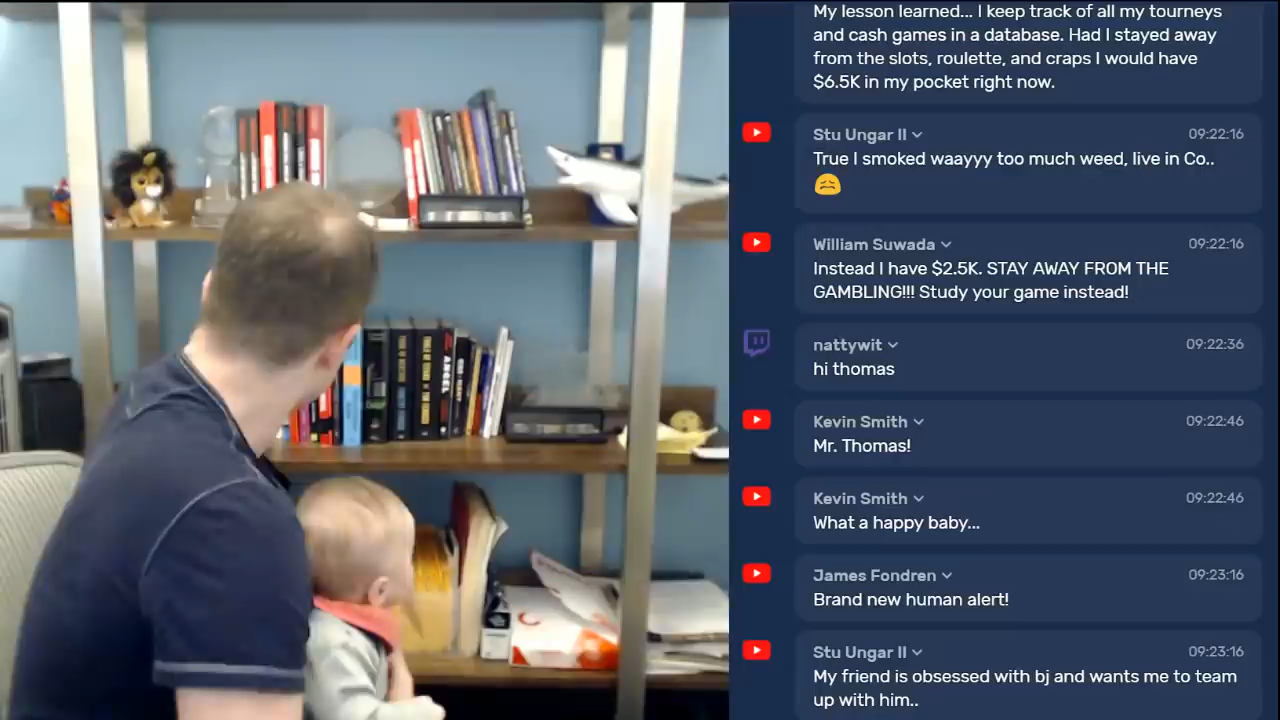 My lesson learned... I keep track of all my tourneys
and cash games in a database. Had I stayed away
from the slots, roulette, and craps I would have
$6.5K in my pocket right now.
Stu Ungar II 09:22:16
True I smoked waayyy too much weed, live in Co..
😩
William Suwada 09:22:16
Instead I have $2.5K. STAY AWAY FROM THE
GAMBLING!!! Study your game instead!
nattywit 09:22:36
hi thomas
Kevin Smith 09:22:46
Mr. Thomas!
Kevin Smith 09:22:46
What a happy baby...
James Fondren 09:23:16
Brand new human alert!
Stu Ungar II 09:23:16
My friend is obsessed with bj and wants me to team
up with him..
ANGEL